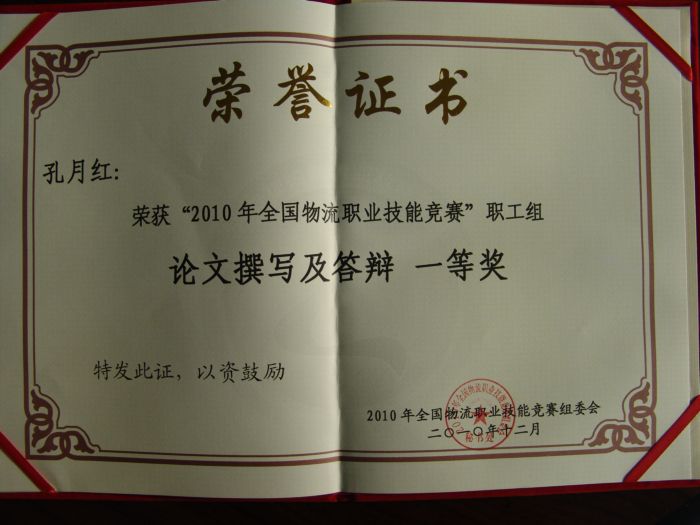 荣誉证书
孔月红：
荣获“2010年全国物流职业技能竞赛”职工组
论文撰写及答辩 一等奖
特发此证，以资鼓励
2010年全国物流职业技能竞赛组委会
二〇一〇年十二月
秘书处